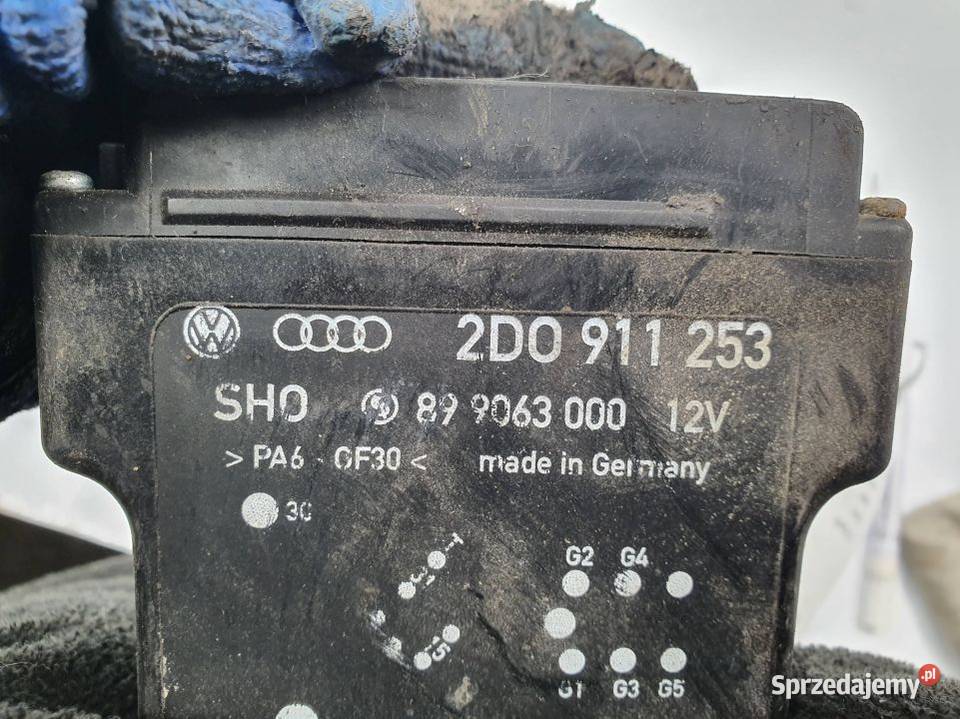 2D0 911 253
SHO 89 9063 000 12V
>PA6 - GF30< made in Germany
30
G2 G4
G1 G3 G5
Sprzedajemy.pl